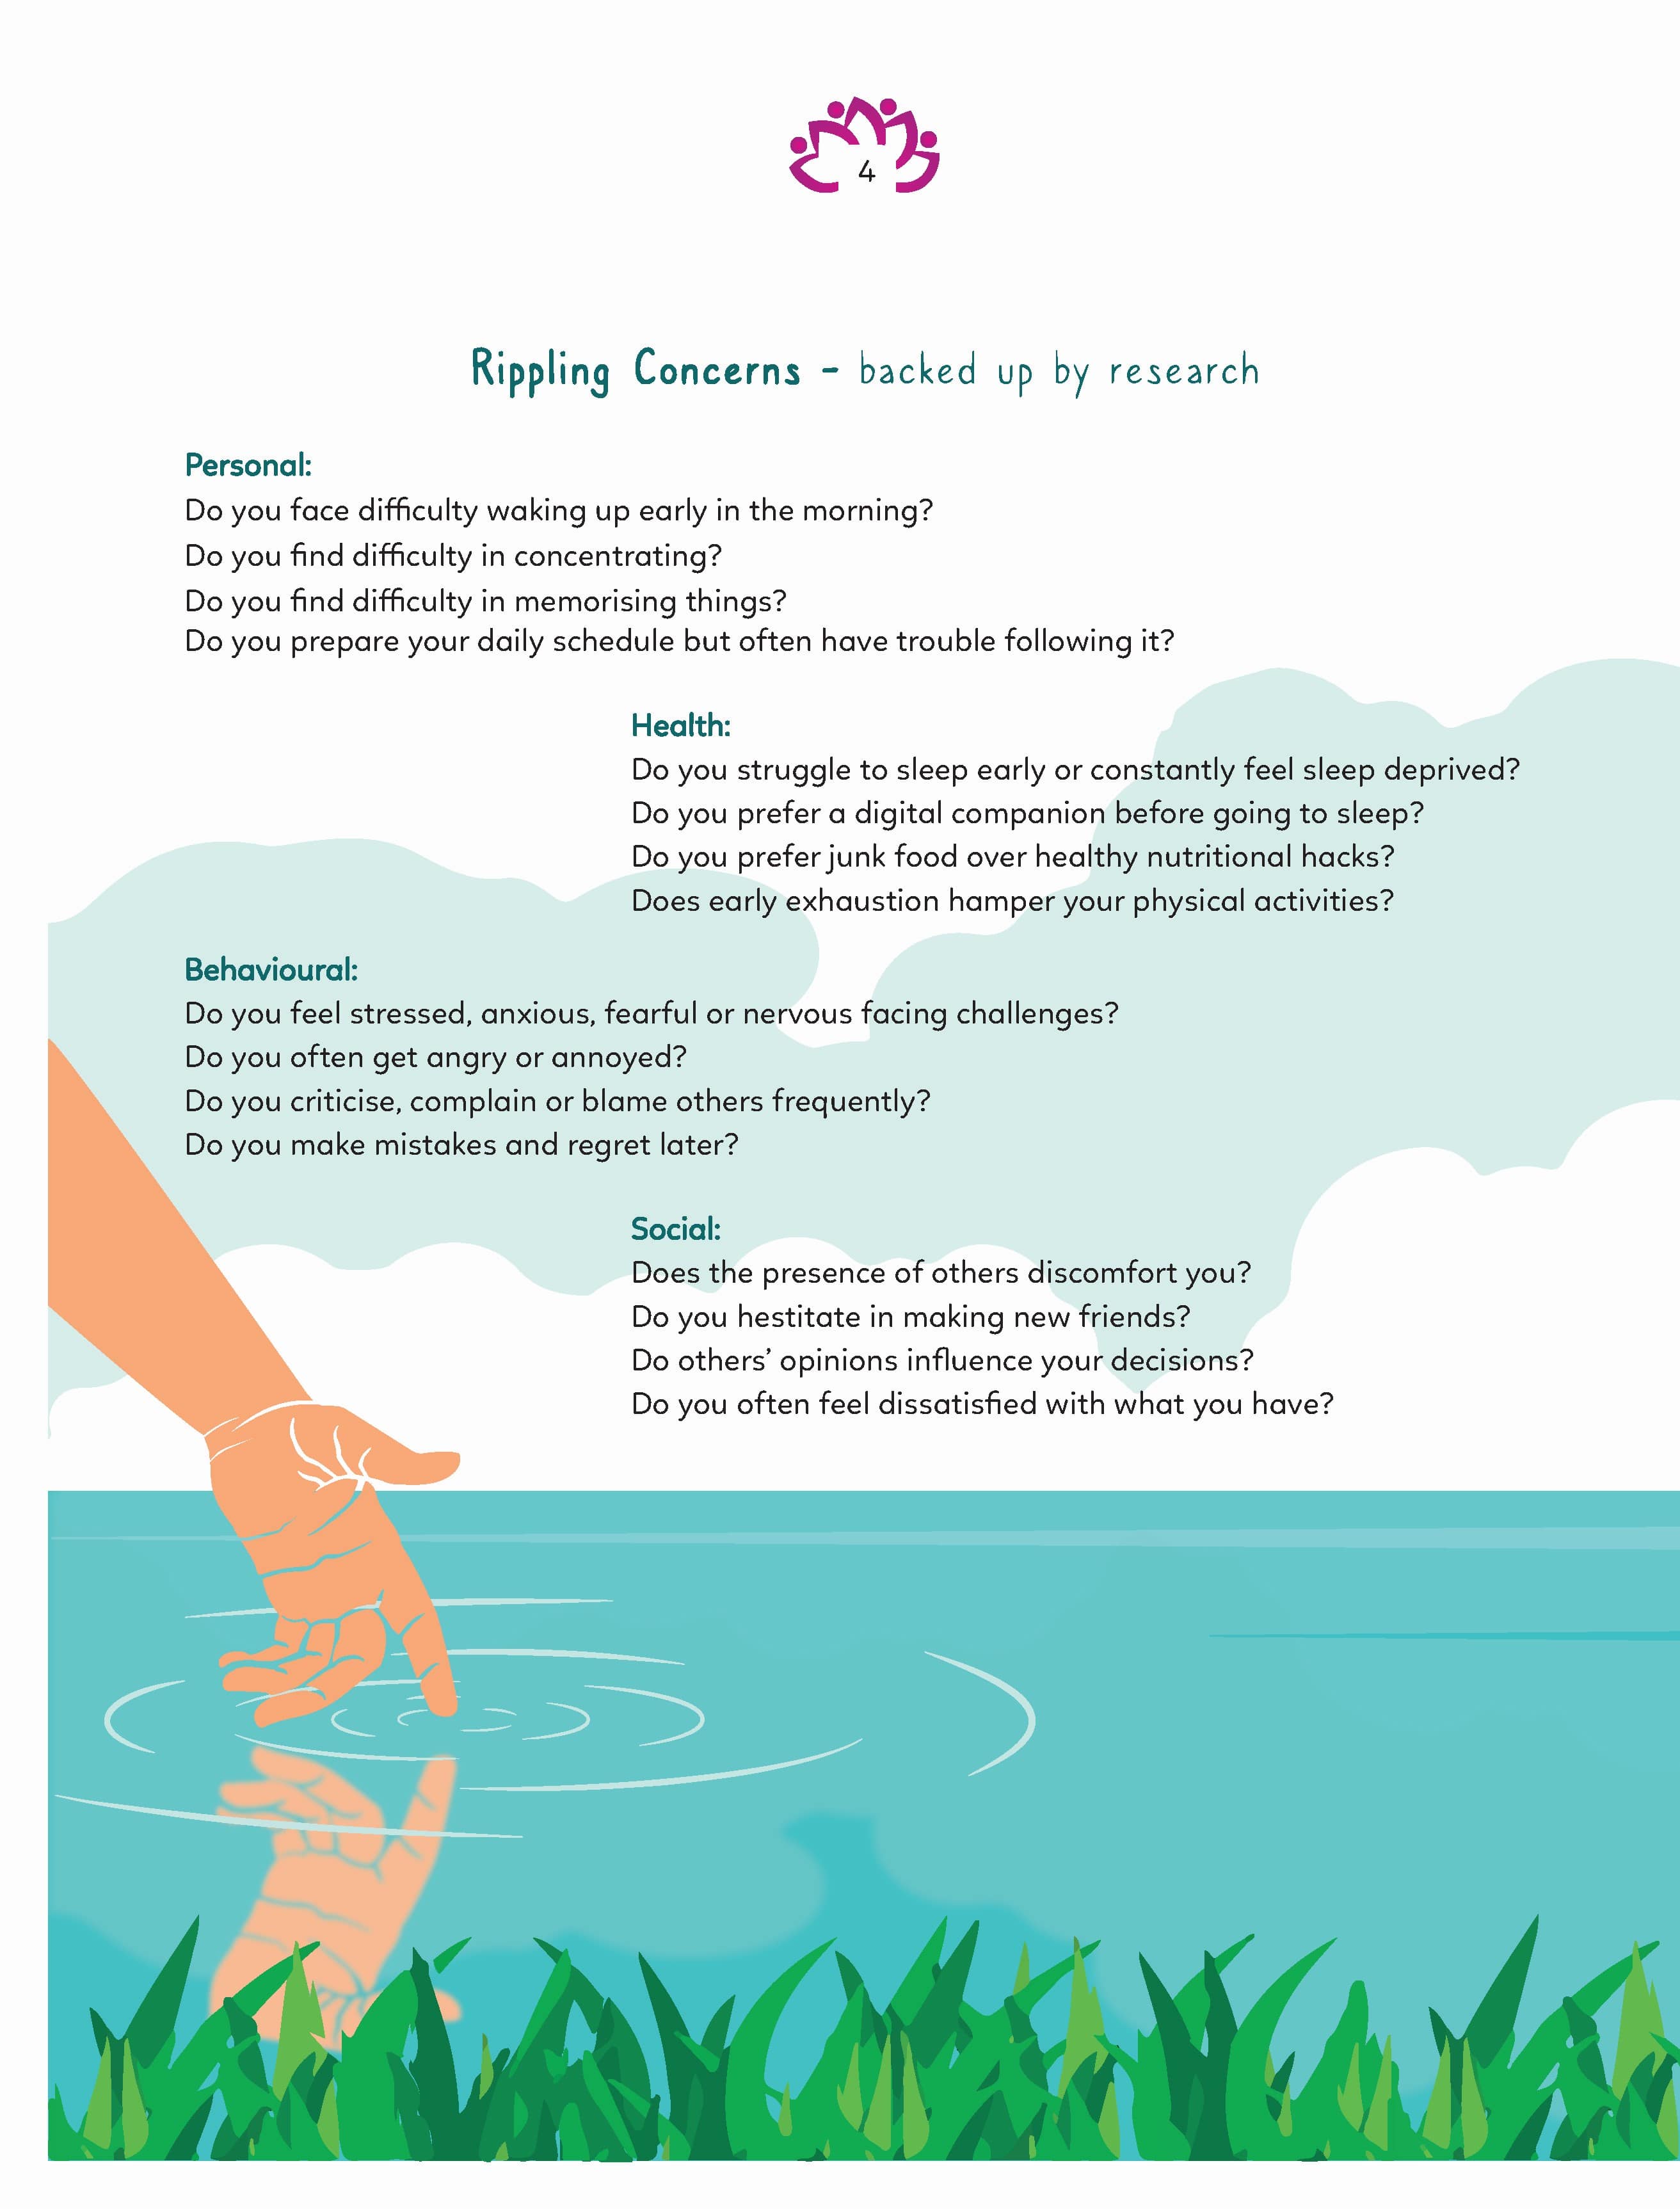 4
Rippling Concerns - backed up by research
Personal:
Do you face difficulty waking up early in the morning?
Do you find difficulty in concentrating?
Do you find difficulty in memorising things?
Do you prepare your daily schedule but often have trouble following it?
Health:
Do you struggle to sleep early or constantly feel sleep deprived?
Do you prefer a digital companion before going to sleep?
Do you prefer junk food over healthy nutritional hacks?
Does early exhaustion hamper your physical activities?
Behavioural:
Do you feel stressed, anxious, fearful or nervous facing challenges?
Do you often get angry or annoyed?
Do you criticise, complain or blame others frequently?
Do you make mistakes and regret later?
Social:
Does the presence of others discomfort you?
Do you hestitate in making new friends?
Do others’ opinions influence your decisions?
Do you often feel dissatisfied with what you have?